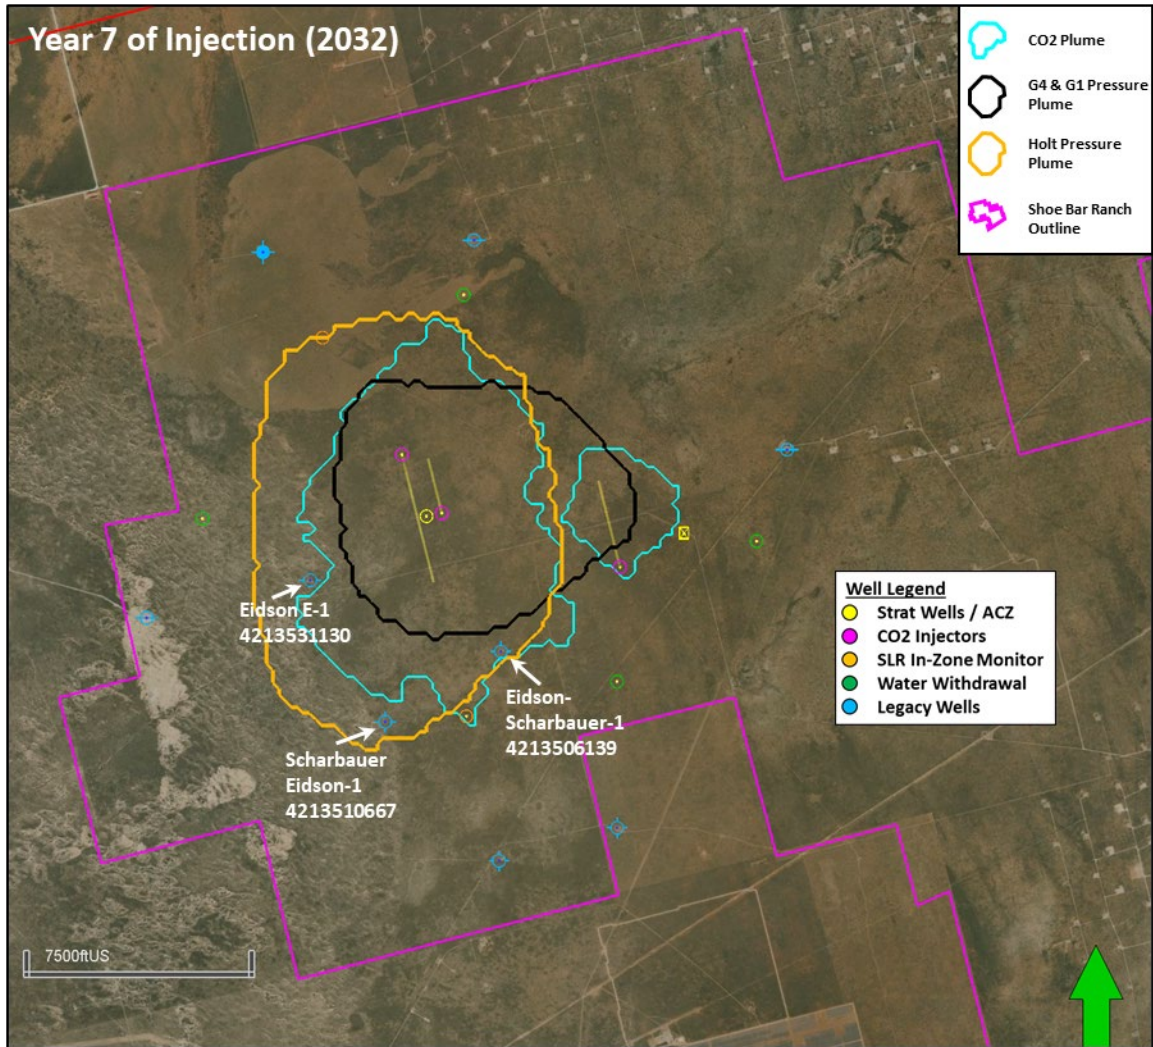 Year 7 of Injection (2032)
CO2 Plume
G4 & G1 Pressure
Plume
Holt Pressure
Plume
Shoe Bar Ranch
Outline
Eidson E-1
4213531130
Eidson-
Scharbauer-1
4213506139
Scharbauer
Eidson-1
4213510667
Well Legend
Strat Wells / ACZ
CO2 Injectors
SLR In-Zone Monitor
Water Withdrawal
Legacy Wells
7500ftUS